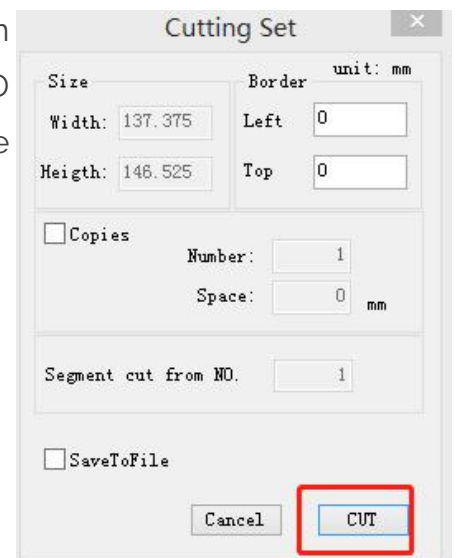 Cutting Set
unit: mm
Size Border
Width: 137.375 Left 0
Heigth: 146.525 Top 0
Copies
Number: 1
Space: 0 mm
Segment cut from NO. 1
SaveToFile
Cancel CUT